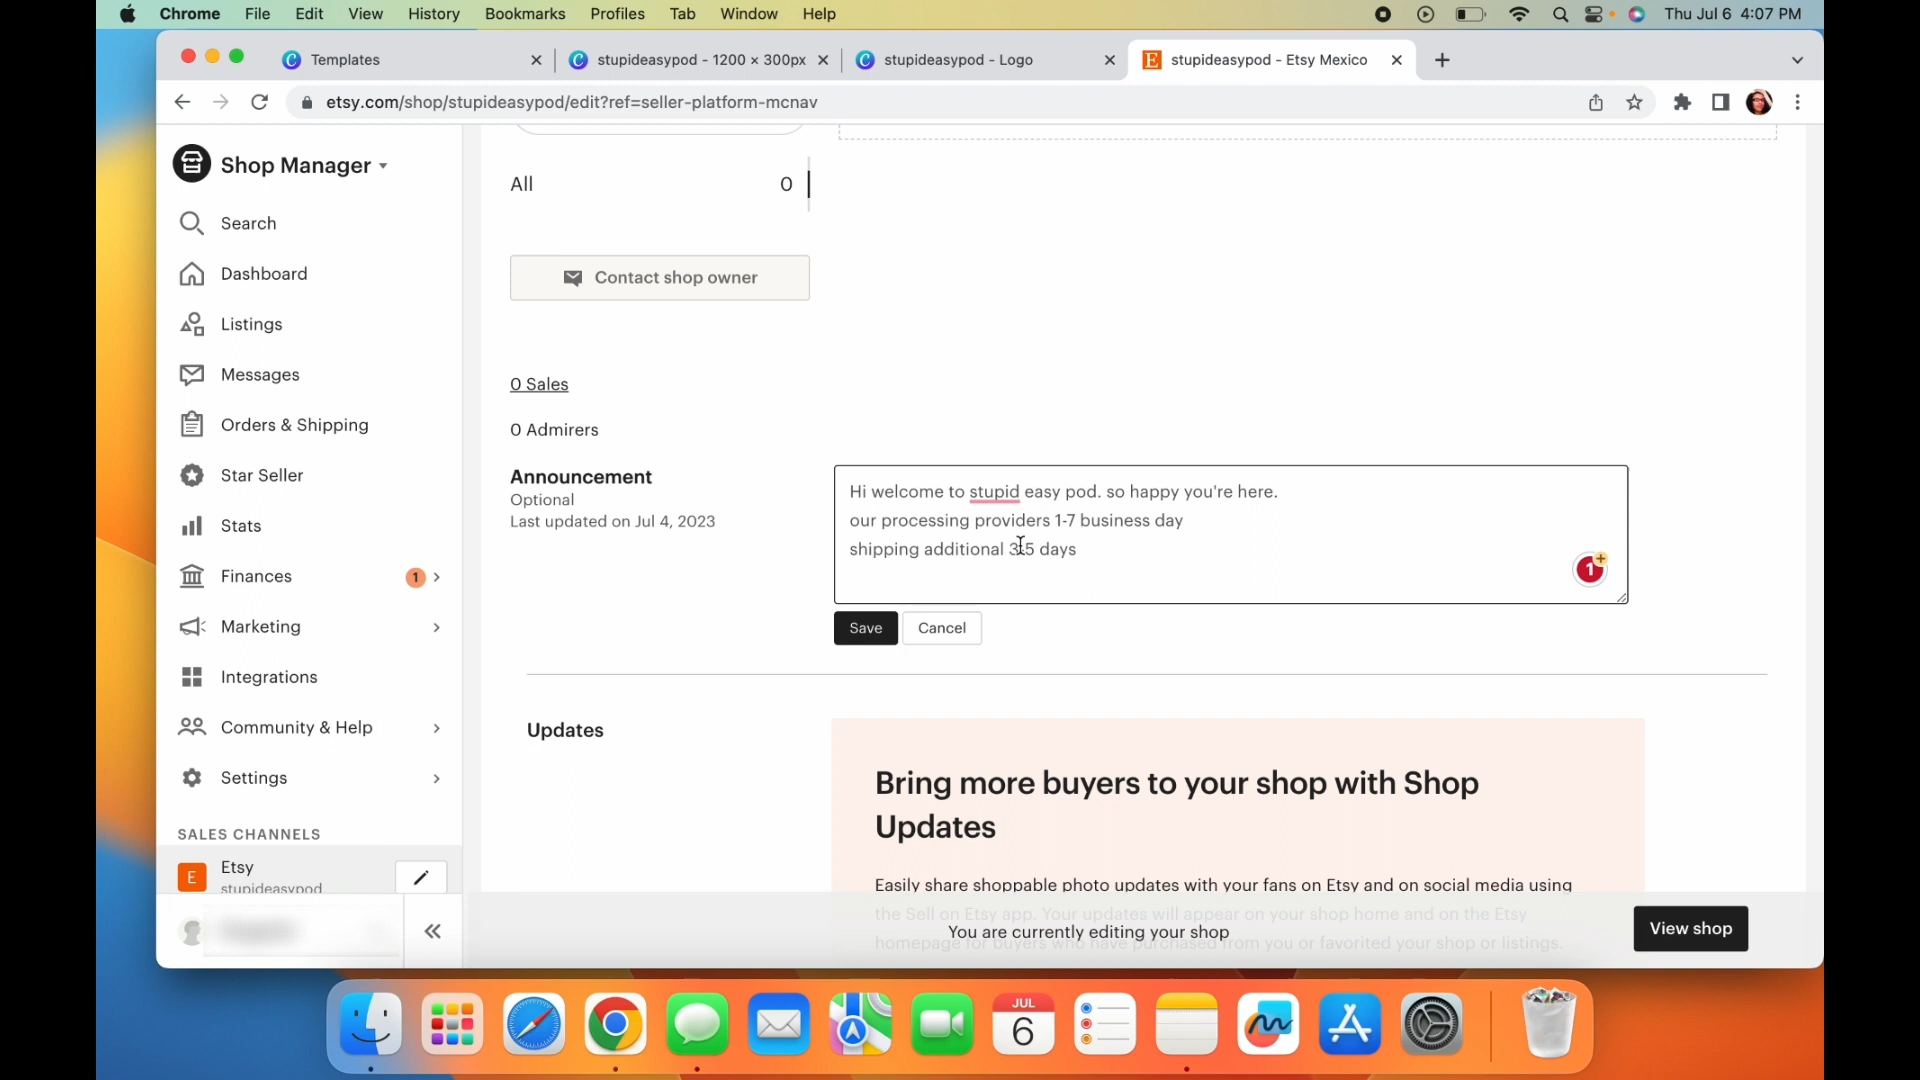 Chrome File Edit View History Bookmarks Profiles Tab Window Help Thu Jul 6 4:07 PM
Templates stupideasypod - 1200 × 300px stupideasypod - Logo stupideasypod - Etsy Mexico
etsy.com/shop/stupideasypod/edit?ref=seller-platform-mcnav
Shop Manager
Search
Dashboard
Listings
Messages
Orders & Shipping
Star Seller
Stats
Finances 1
Marketing
Integrations
Community & Help
Settings
SALES CHANNELS
E Etsy
stupideasypod
All 0
Contact shop owner
0 Sales
0 Admirers
Announcement
Optional
Last updated on Jul 4, 2023
Hi welcome to stupid easy pod. so happy you're here.
our processing providers 1-7 business day
shipping additional 3-5 days
1
Save Cancel
Updates
Bring more buyers to your shop with Shop
Updates
Easily share shoppable photo updates with your fans on Etsy and on social media using
the Sell on Etsy app. Your updates will appear on your shop home and on the Etsy
homepage for buyers who have purchased from you or favorited your shop or listings.
You are currently editing your shop
View shop
JUL
6